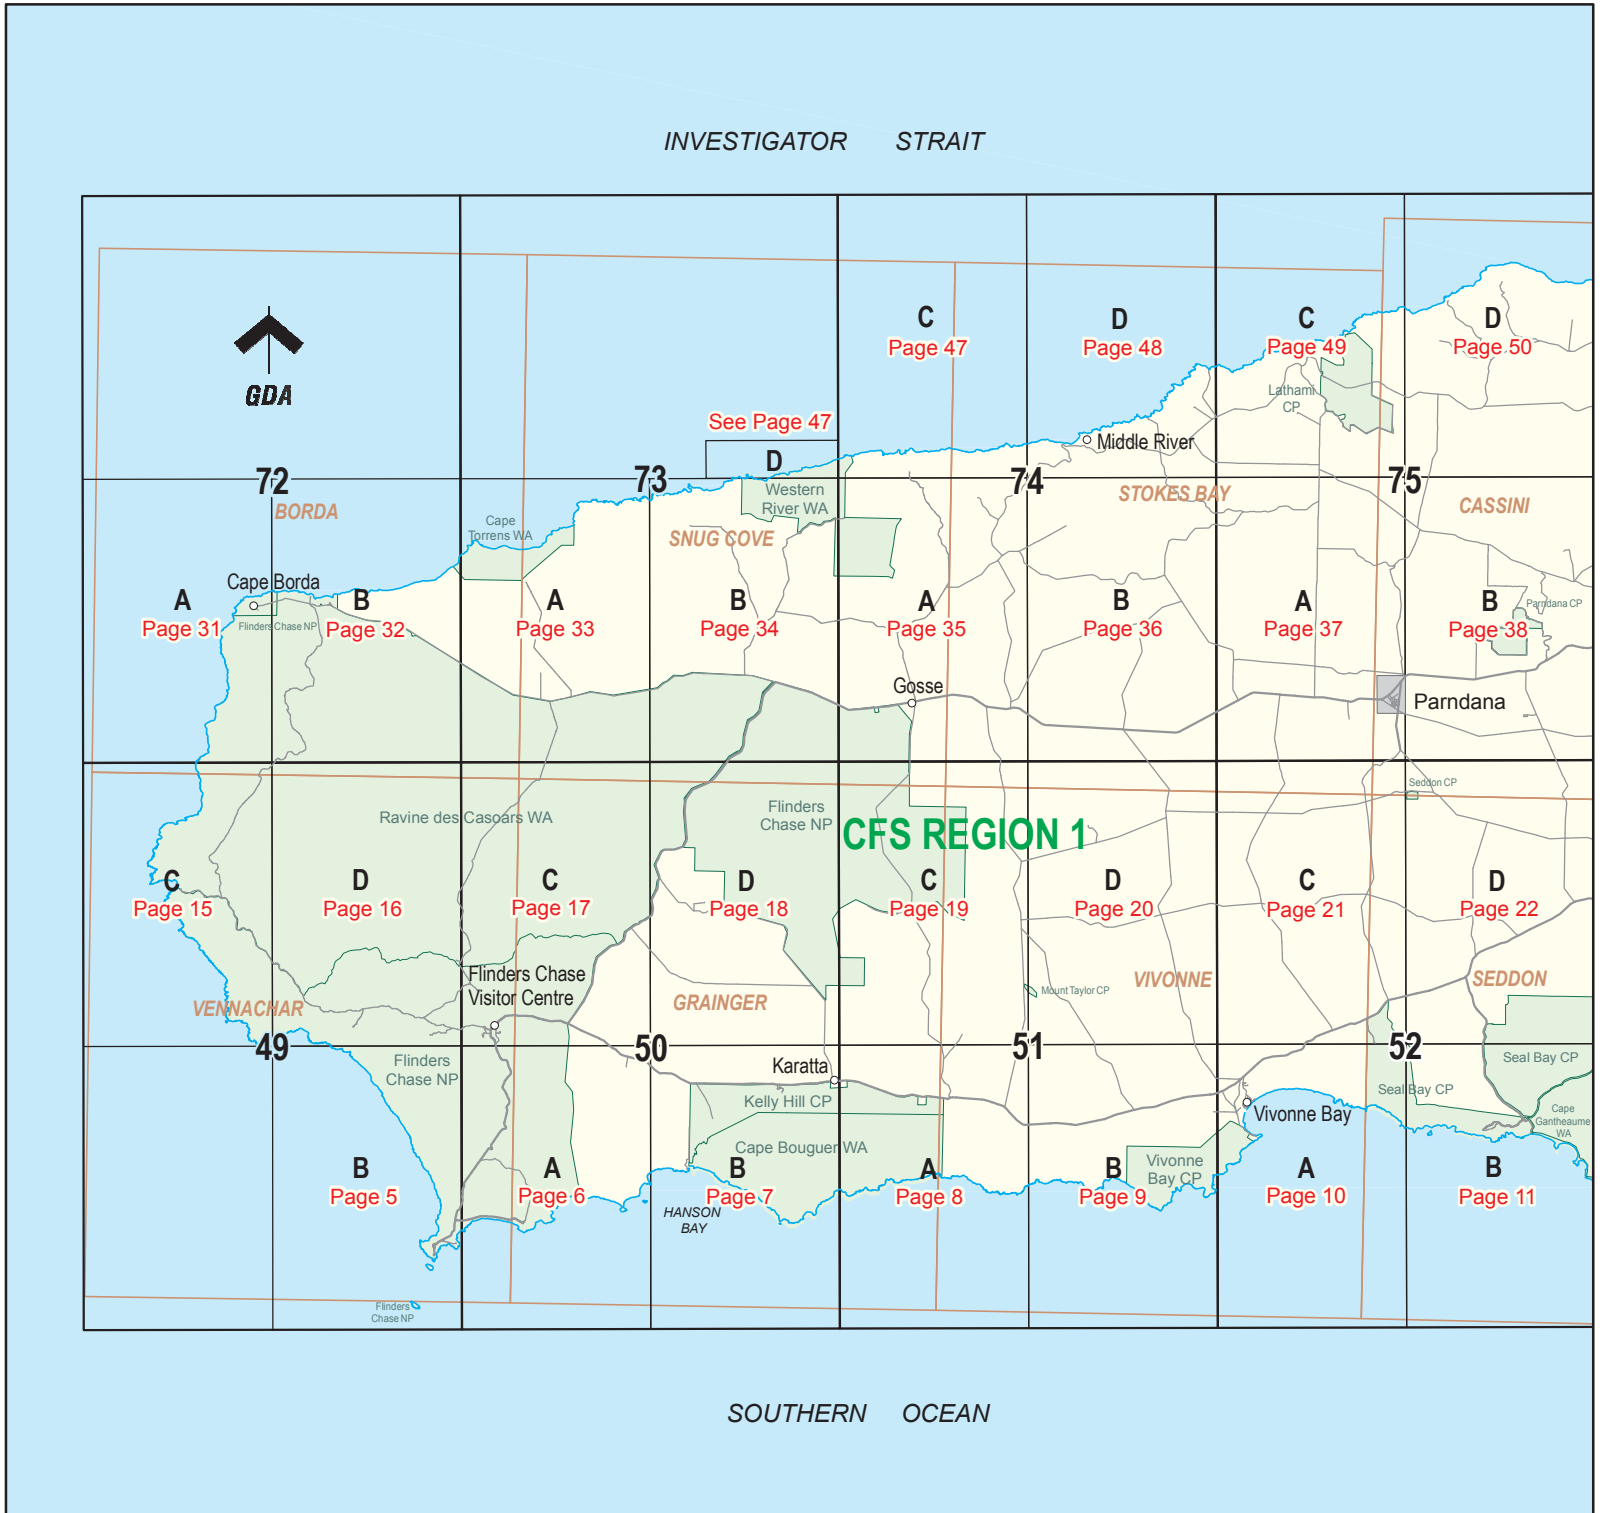 INVESTIGATOR STRAIT
C
Page 47
D
Page 48
C
Page 49
D
Page 50
GDA
Lathami
CP
See Page 47
Middle River
D
72
73
74
75
BORDA
Western
River WA
STOKES BAY
CASSINI
Cape
Torrens WA
SNUG COVE
Cape Borda
A
Page 31
Flinders Chase NP
B
Page 32
A
Page 33
B
Page 34
A
Page 35
B
Page 36
A
Page 37
B
Page 38
Parndana CP
Gosse
Parndana
Seddon CP
Ravine des Casoars WA
Flinders
Chase NP
CFS REGION 1
C
Page 15
D
Page 16
C
Page 17
D
Page 18
C
Page 19
D
Page 20
C
Page 21
D
Page 22
Flinders Chase
Visitor Centre
VENNACHAR
GRAINGER
Mount Taylor CP
VIVONNE
SEDDON
49
50
51
52
Flinders
Chase NP
Karatta
Seal Bay CP
Seal Bay CP
Kelly Hill CP
Vivonne Bay
Cape
Gantheaume
WA
Cape Bouguer WA
Vivonne
Bay CP
B
Page 5
A
Page 6
B
Page 7
A
Page 8
B
Page 9
A
Page 10
B
Page 11
HANSON
BAY
Flinders
Chase NP
SOUTHERN OCEAN